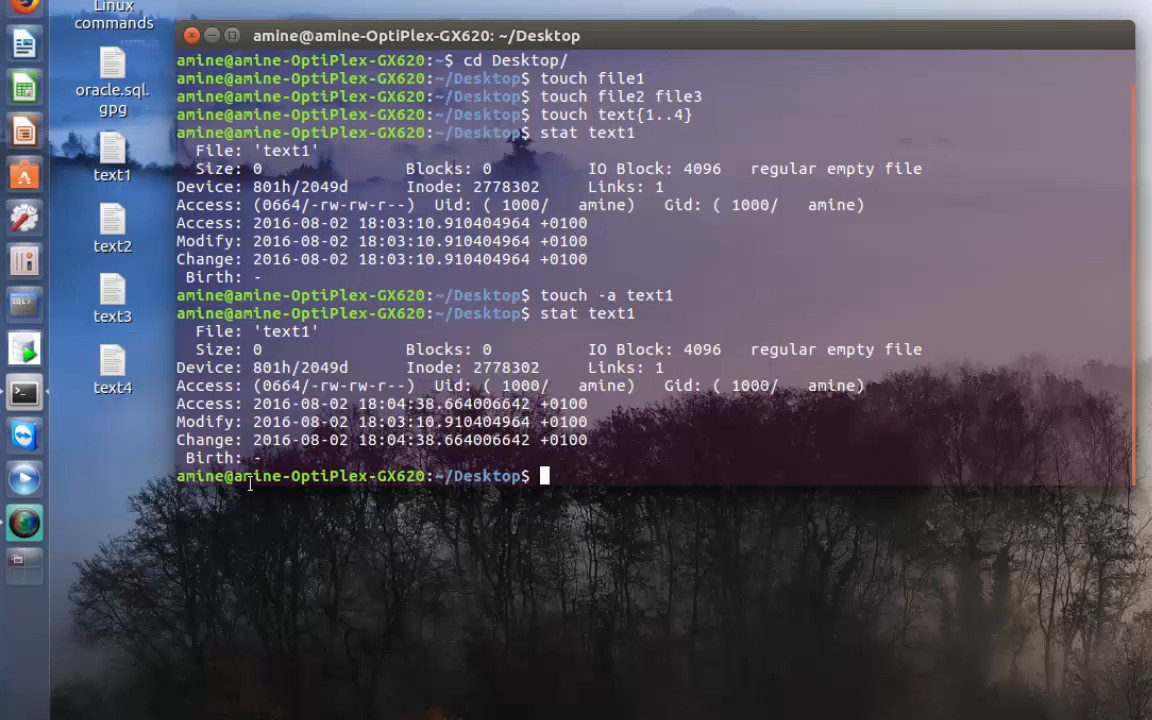 Linux
commands
oracle.sql.
gpg
text1
text2
text3
text4
amine@amine-OptiPlex-GX620: ~/Desktop
amine@amine-OptiPlex-GX620:~$ cd Desktop/
amine@amine-OptiPlex-GX620:~/Desktop$ touch file1
amine@amine-OptiPlex-GX620:~/Desktop$ touch file2 file3
amine@amine-OptiPlex-GX620:~/Desktop$ touch text{1..4}
amine@amine-OptiPlex-GX620:~/Desktop$ stat text1
  File: 'text1'
  Size: 0               Blocks: 0          IO Block: 4096   regular empty file
Device: 801h/2049d      Inode: 2778302     Links: 1
Access: (0664/-rw-rw-r--)  Uid: ( 1000/   amine)   Gid: ( 1000/   amine)
Access: 2016-08-02 18:03:10.910404964 +0100
Modify: 2016-08-02 18:03:10.910404964 +0100
Change: 2016-08-02 18:03:10.910404964 +0100
 Birth: -
amine@amine-OptiPlex-GX620:~/Desktop$ touch -a text1
amine@amine-OptiPlex-GX620:~/Desktop$ stat text1
  File: 'text1'
  Size: 0               Blocks: 0          IO Block: 4096   regular empty file
Device: 801h/2049d      Inode: 2778302     Links: 1
Access: (0664/-rw-rw-r--)  Uid: ( 1000/   amine)   Gid: ( 1000/   amine)
Access: 2016-08-02 18:04:38.664006642 +0100
Modify: 2016-08-02 18:03:10.910404964 +0100
Change: 2016-08-02 18:04:38.664006642 +0100
 Birth: -
amine@amine-OptiPlex-GX620:~/Desktop$